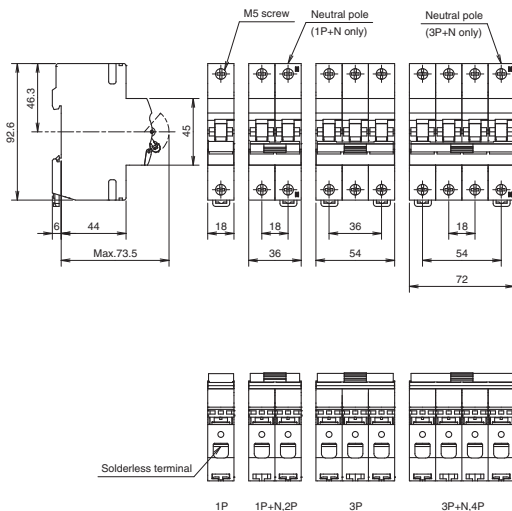 M5 screw
Neutral pole
(1P+N only)
Neutral pole
(3P+N only)
92.6
46.3
45
6
44
Max.73.5
18
18
36
36
54
18
54
72
N
N
N
N
Solderless terminal
1P
1P+N,2P
3P
3P+N,4P